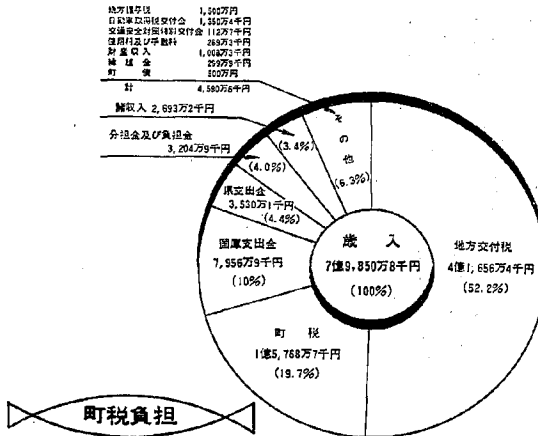 地方譲与税 1,500万円
自動車取得税交付金 1,350万4千円
交通安全対策特別交付金 112万7千円
使用料及び手数料 269万3千円
財産収入 1,008万3千円
繰越金 299万9千円
町債 500万円
計 4,590万6千円
諸収入 2,693万2千円
分担金及び負担金
3,204万9千円
その他
(6.3%)
(3.4%)
(4.0%)
県支出金
3,530万1千円
(4.4%)
国庫支出金
7,956万9千円
(10%)
歳入
7億9,850万8千円
(100%)
地方交付税
4億1,656万4千円
(52.2%)
町税
1億5,768万7千円
(19.7%)
町税負担